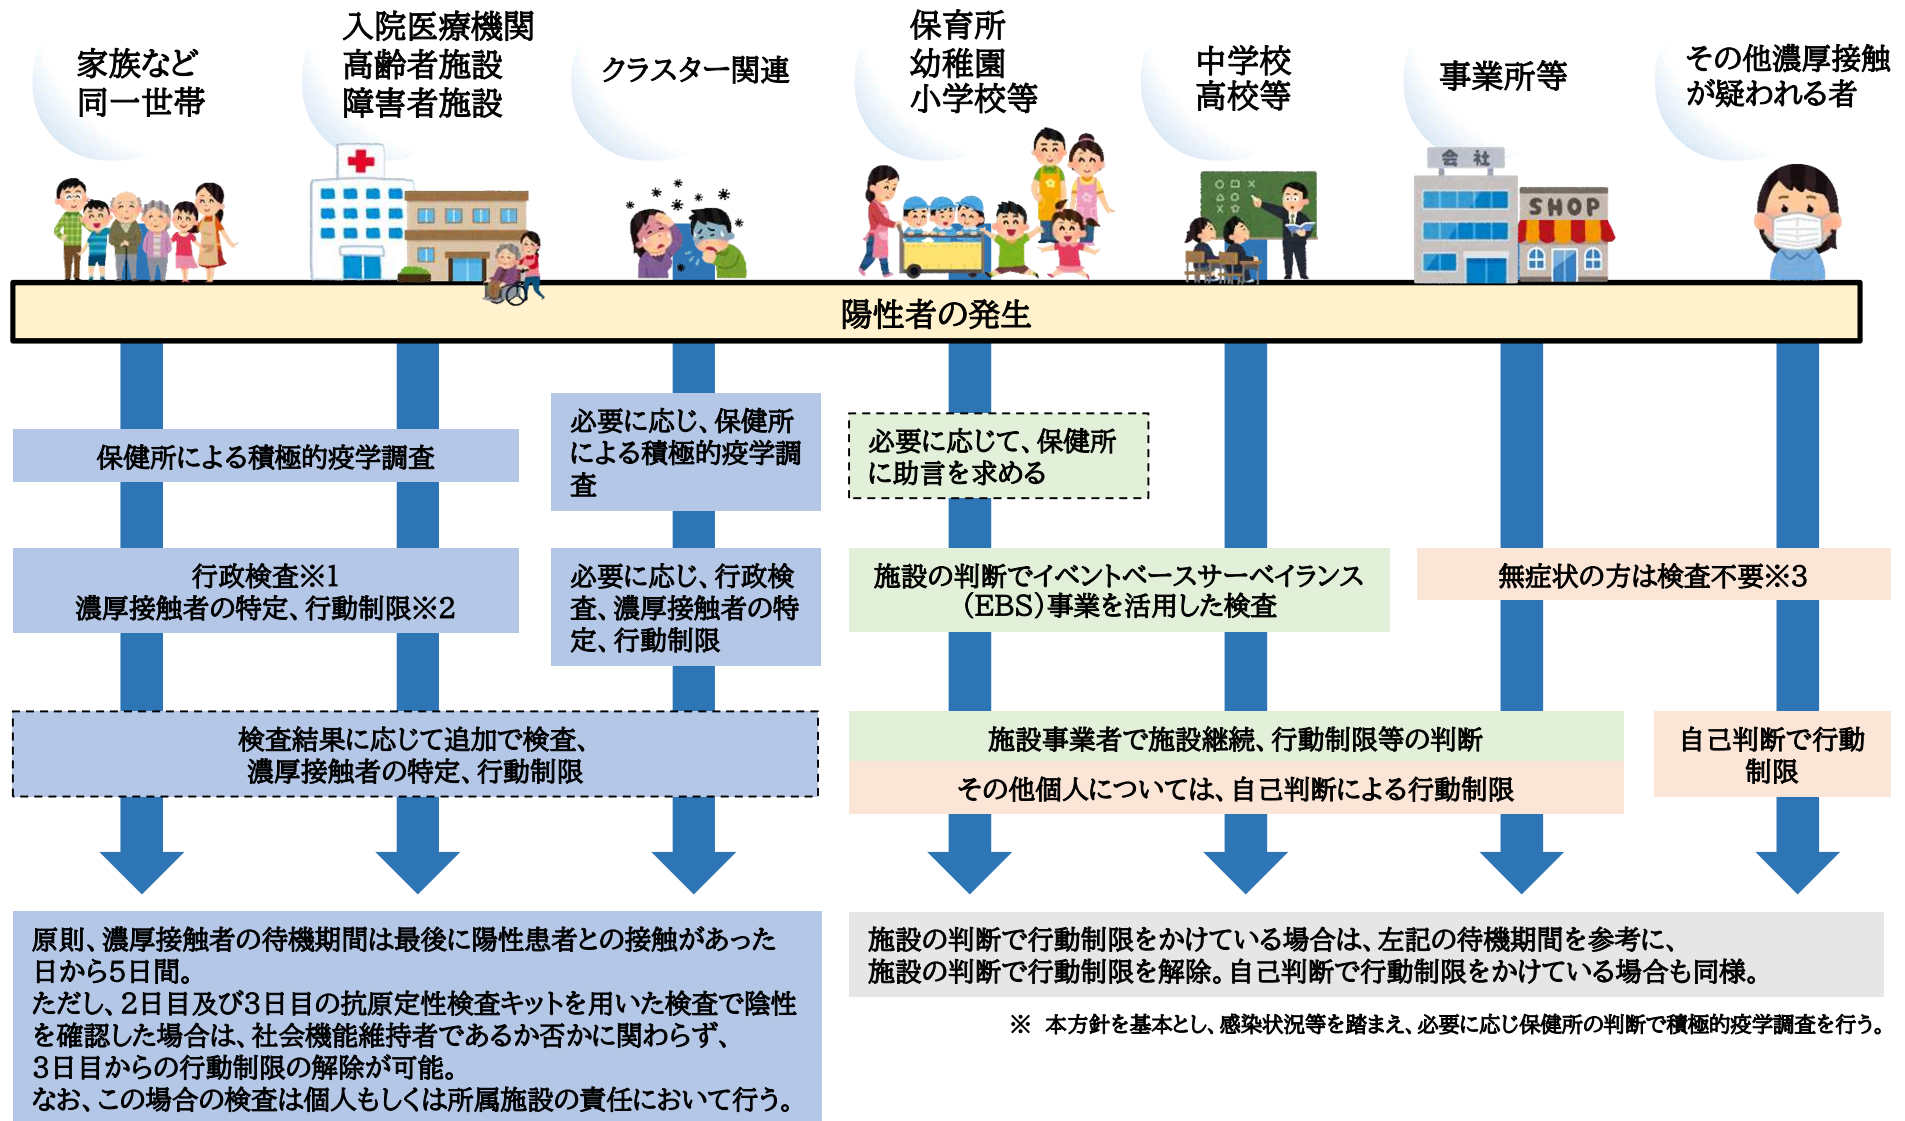 家族など
同一世帯
入院医療機関
高齢者施設
障害者施設
クラスター関連
保育所
幼稚園
小学校等
中学校
高校等
事業所等
その他濃厚接触
が疑われる者
会社
SHOP
陽性者の発生
保健所による積極的疫学調査
必要に応じ、保健所
による積極的疫学調
査
必要に応じて、保健所
に助言を求める
行政検査※1
濃厚接触者の特定、行動制限※2
必要に応じ、行政検
査、濃厚接触者の特
定、行動制限
施設の判断でイベントベースサーベイランス
(EBS)事業を活用した検査
無症状の方は検査不要※3
検査結果に応じて追加で検査、
濃厚接触者の特定、行動制限
施設事業者で施設継続、行動制限等の判断
その他個人については、自己判断による行動制限
自己判断で行動
制限
原則、濃厚接触者の待機期間は最後に陽性患者との接触があった
日から5日間。
ただし、2日目及び3日目の抗原定性検査キットを用いた検査で陰性
を確認した場合は、社会機能維持者であるか否かに関わらず、
3日目からの行動制限の解除が可能。
なお、この場合の検査は個人もしくは所属施設の責任において行う。
施設の判断で行動制限をかけている場合は、左記の待機期間を参考に、
施設の判断で行動制限を解除。自己判断で行動制限をかけている場合も同様。
※ 本方針を基本とし、感染状況等を踏まえ、必要に応じ保健所の判断で積極的疫学調査を行う。